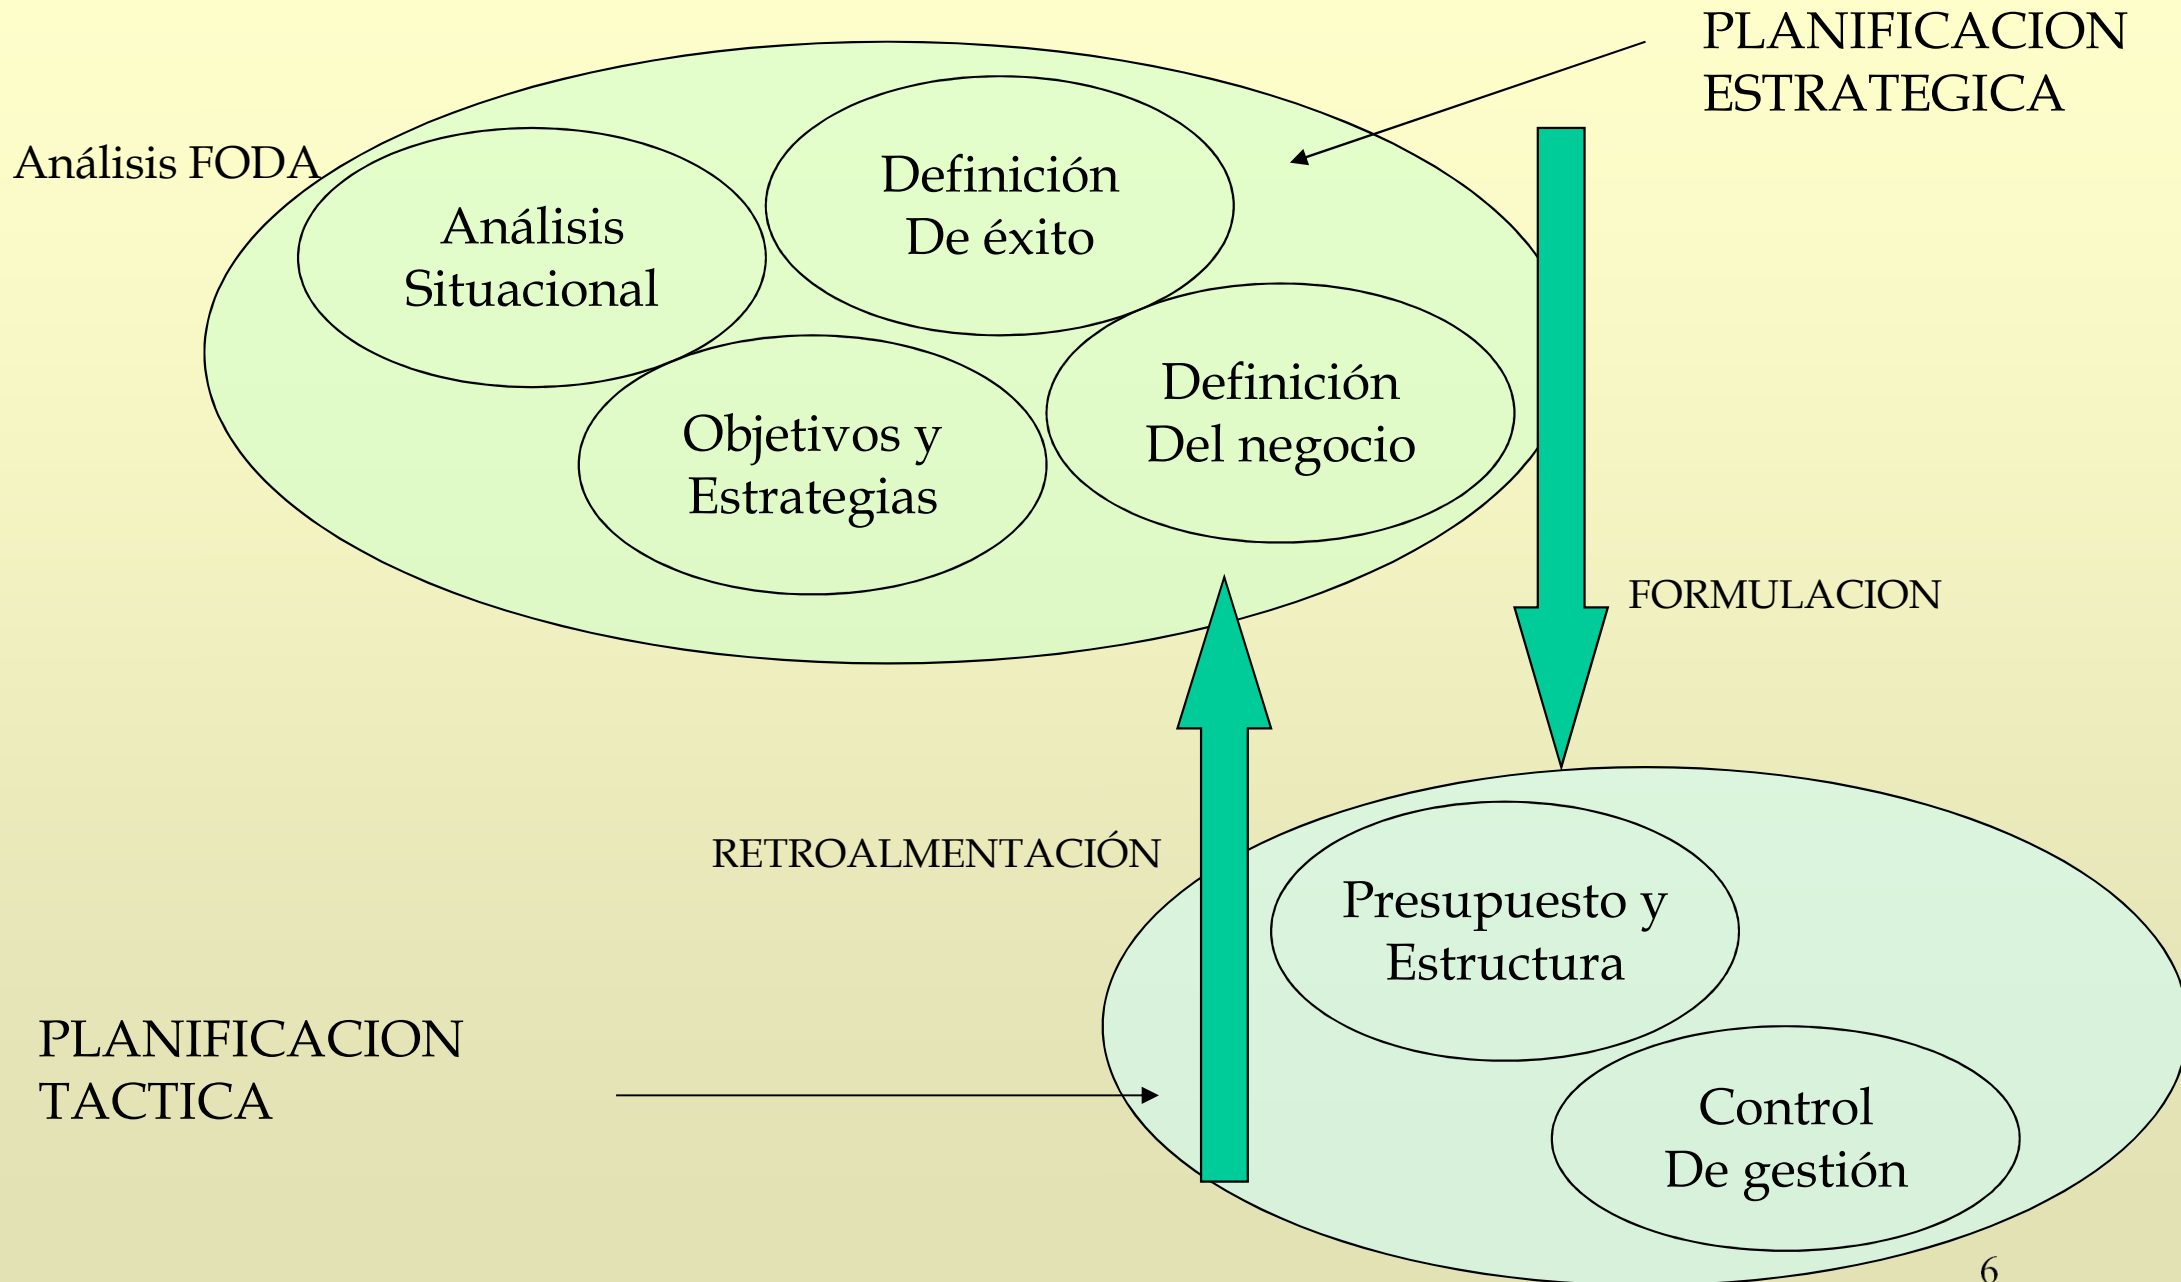 PLANIFICACION
ESTRATEGICA
Análisis FODA
Análisis
Situacional
Definición
De éxito
Objetivos y
Estrategias
Definición
Del negocio
FORMULACION
RETROALMENTACIÓN
Presupuesto y
Estructura
Control
De gestión
PLANIFICACION
TACTICA
6